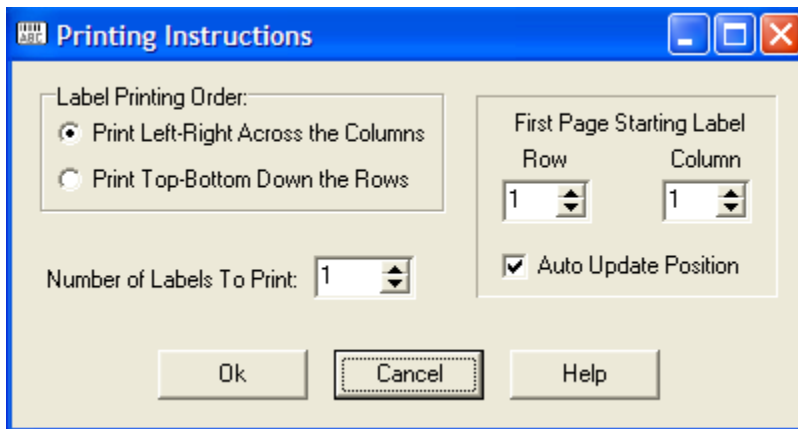 ABC
Printing Instructions
Label Printing Order:
Print Left-Right Across the Columns
Print Top-Bottom Down the Rows
Number of Labels To Print: 1
First Page Starting Label
Row Column
1 1
Auto Update Position
Ok Cancel Help